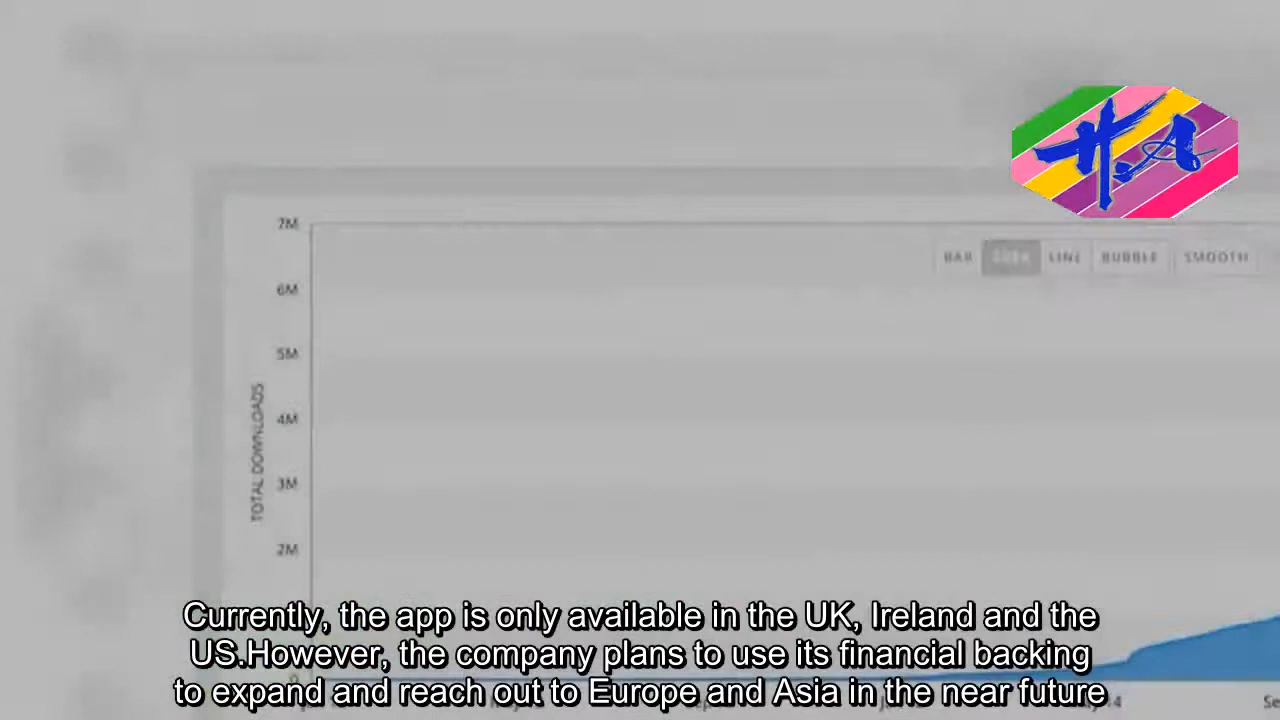 7M
BAR
LINE
BUBBLE
SMOOTH
6M
5M
4M
3M
2M
TOTAL DOWNLOADS
Currently, the app is only available in the UK, Ireland and the
US.However, the company plans to use its financial backing
to expand and reach out to Europe and Asia in the near future